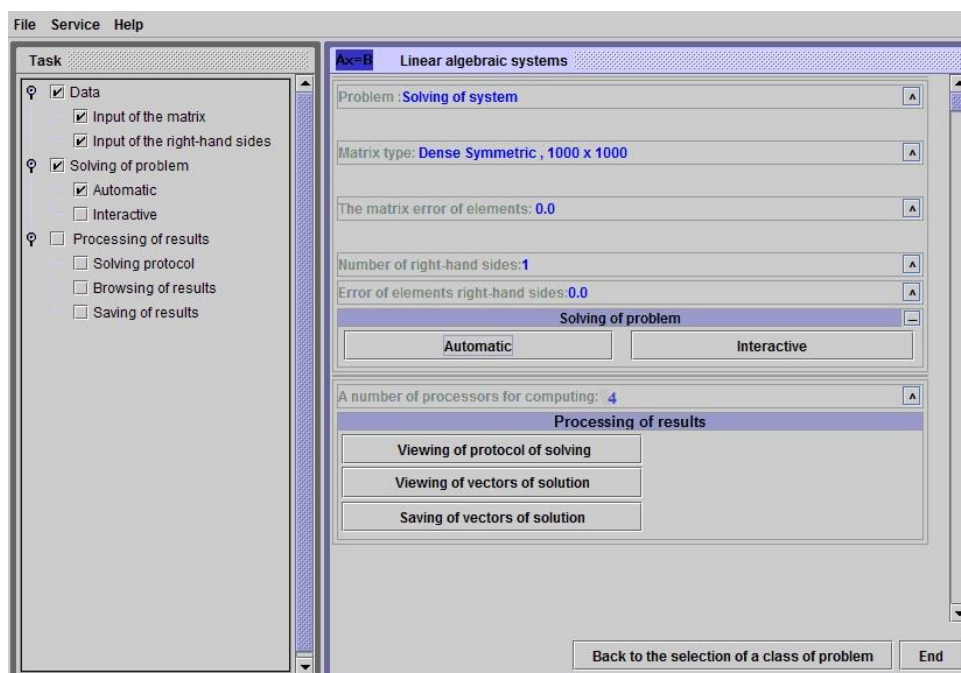 File Service Help
Task
Data
Input of the matrix
Input of the right-hand sides
Solving of problem
Automatic
Interactive
Processing of results
Solving protocol
Browsing of results
Saving of results
Ax=B Linear algebraic systems
Problem :Solving of system
Matrix type: Dense Symmetric , 1000 x 1000
The matrix error of elements: 0.0
Number of right-hand sides:1
Error of elements right-hand sides:0.0
Solving of problem
Automatic Interactive
A number of processors for computing: 4
Processing of results
Viewing of protocol of solving
Viewing of vectors of solution
Saving of vectors of solution
Back to the selection of a class of problem End